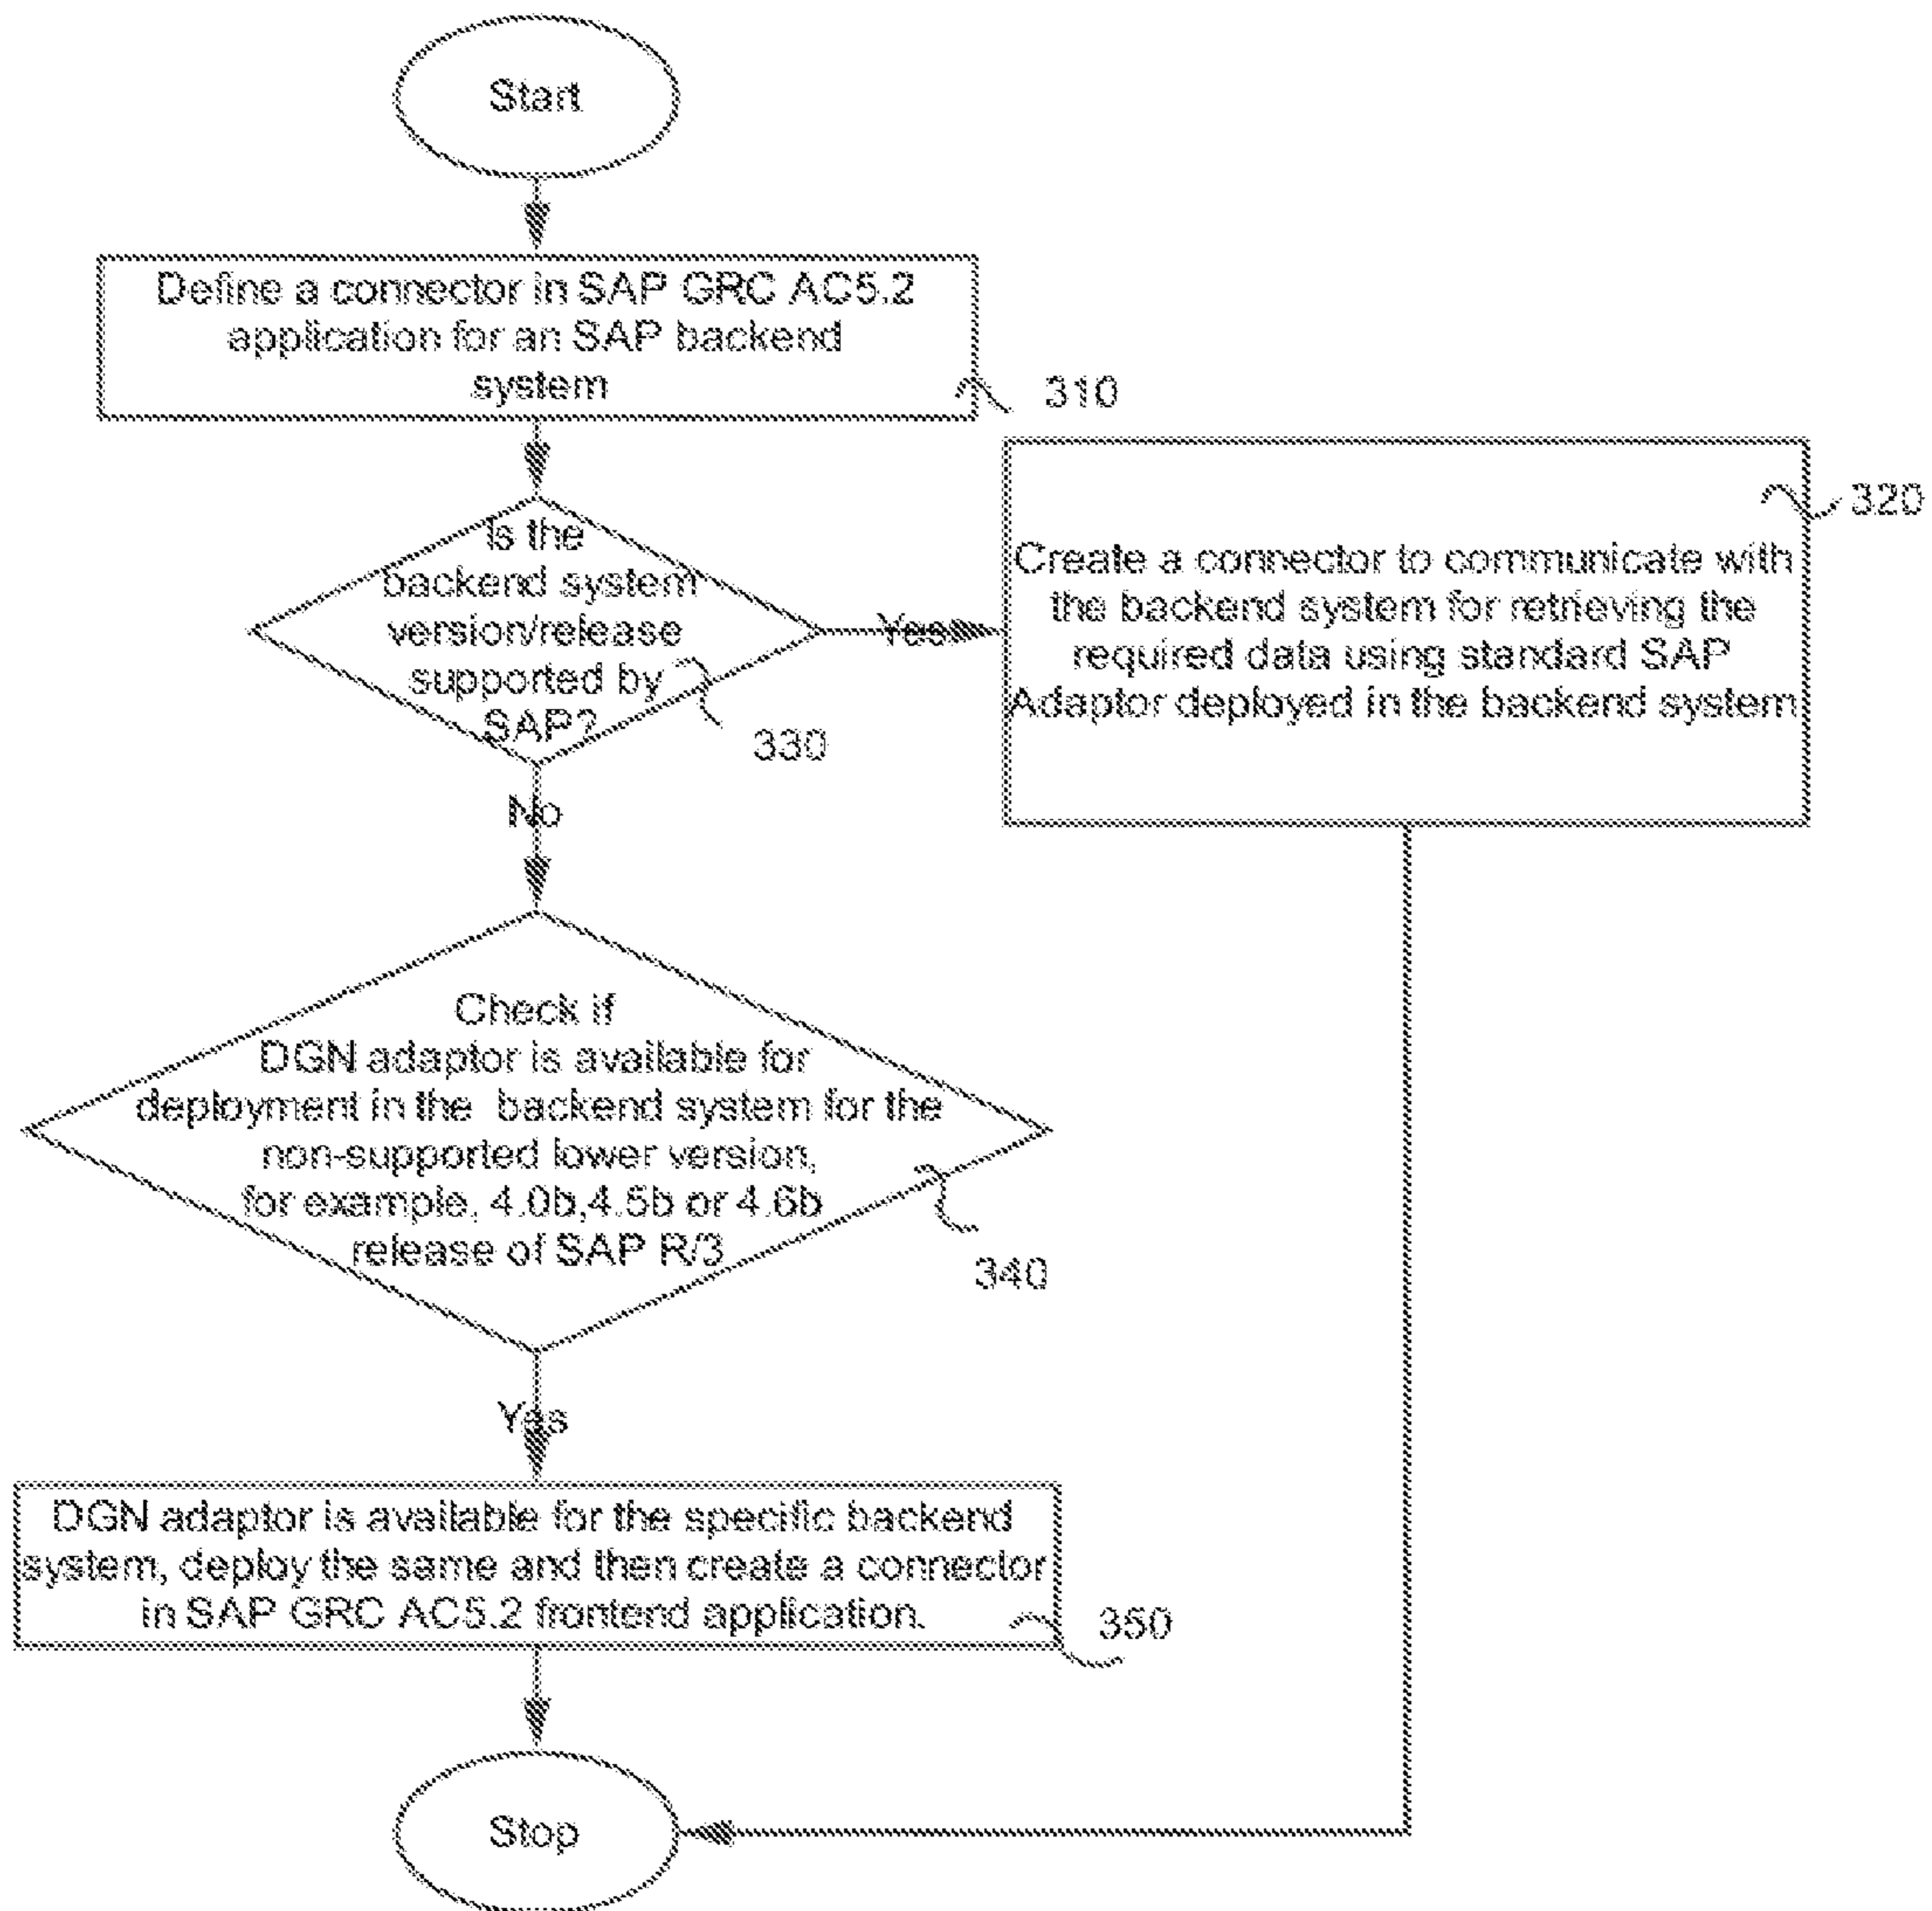 Start
Define a connector in SAP GRC AC5.2
application for an SAP backend
system
310
Is the
backend system
version/release
supported by
SAP?
330
Yes
320
Create a connector to communicate with
the backend system for retrieving the
required data using standard SAP
Adaptor deployed in the backend system
No
Check if
DGN adaptor is available for
deployment in the backend system for the
non-supported lower version,
for example, 4.0b,4.5b or 4.6b
release of SAP R/3
340
Yes
DGN adaptor is available for the specific backend
system, deploy the same and then create a connector
in SAP GRC AC5.2 frontend application.
350
Stop